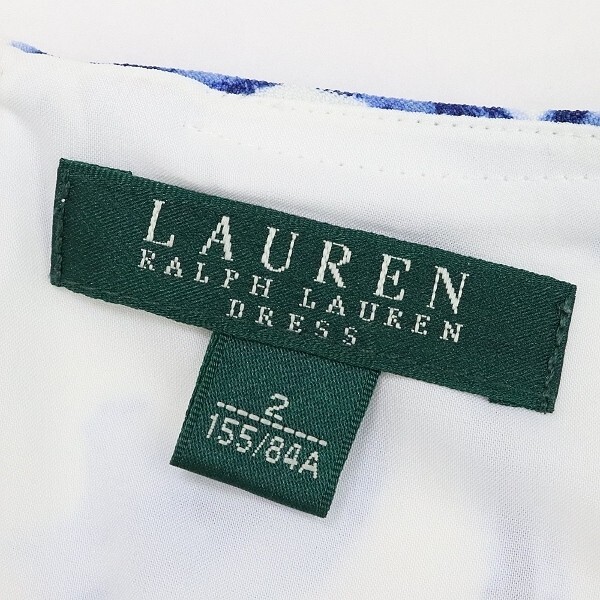 LAUREN
RALPH LAUREN
DRESS
2
155/84A